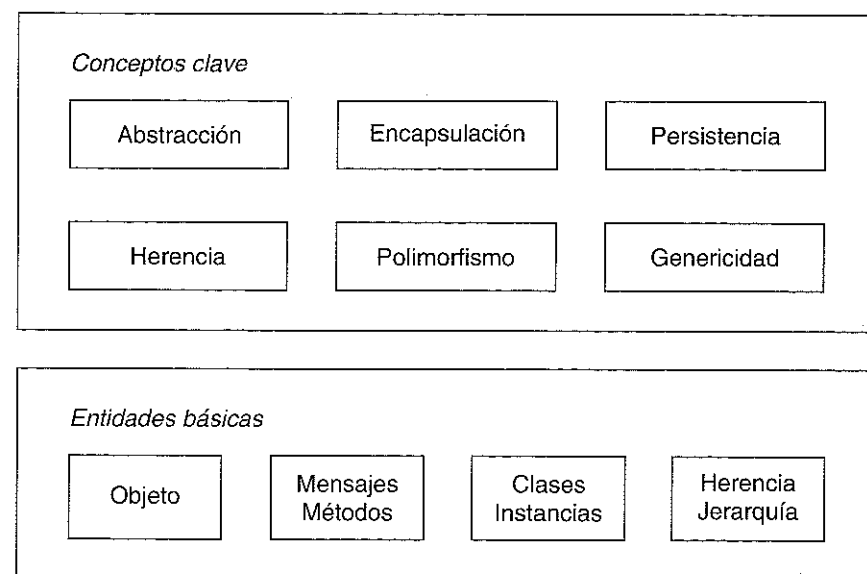 Conceptos clave
Abstracción
Encapsulación
Persistencia
Herencia
Polimorfismo
Genericidad
Entidades básicas
Objeto
Mensajes
Métodos
Clases
Instancias
Herencia
Jerarquía